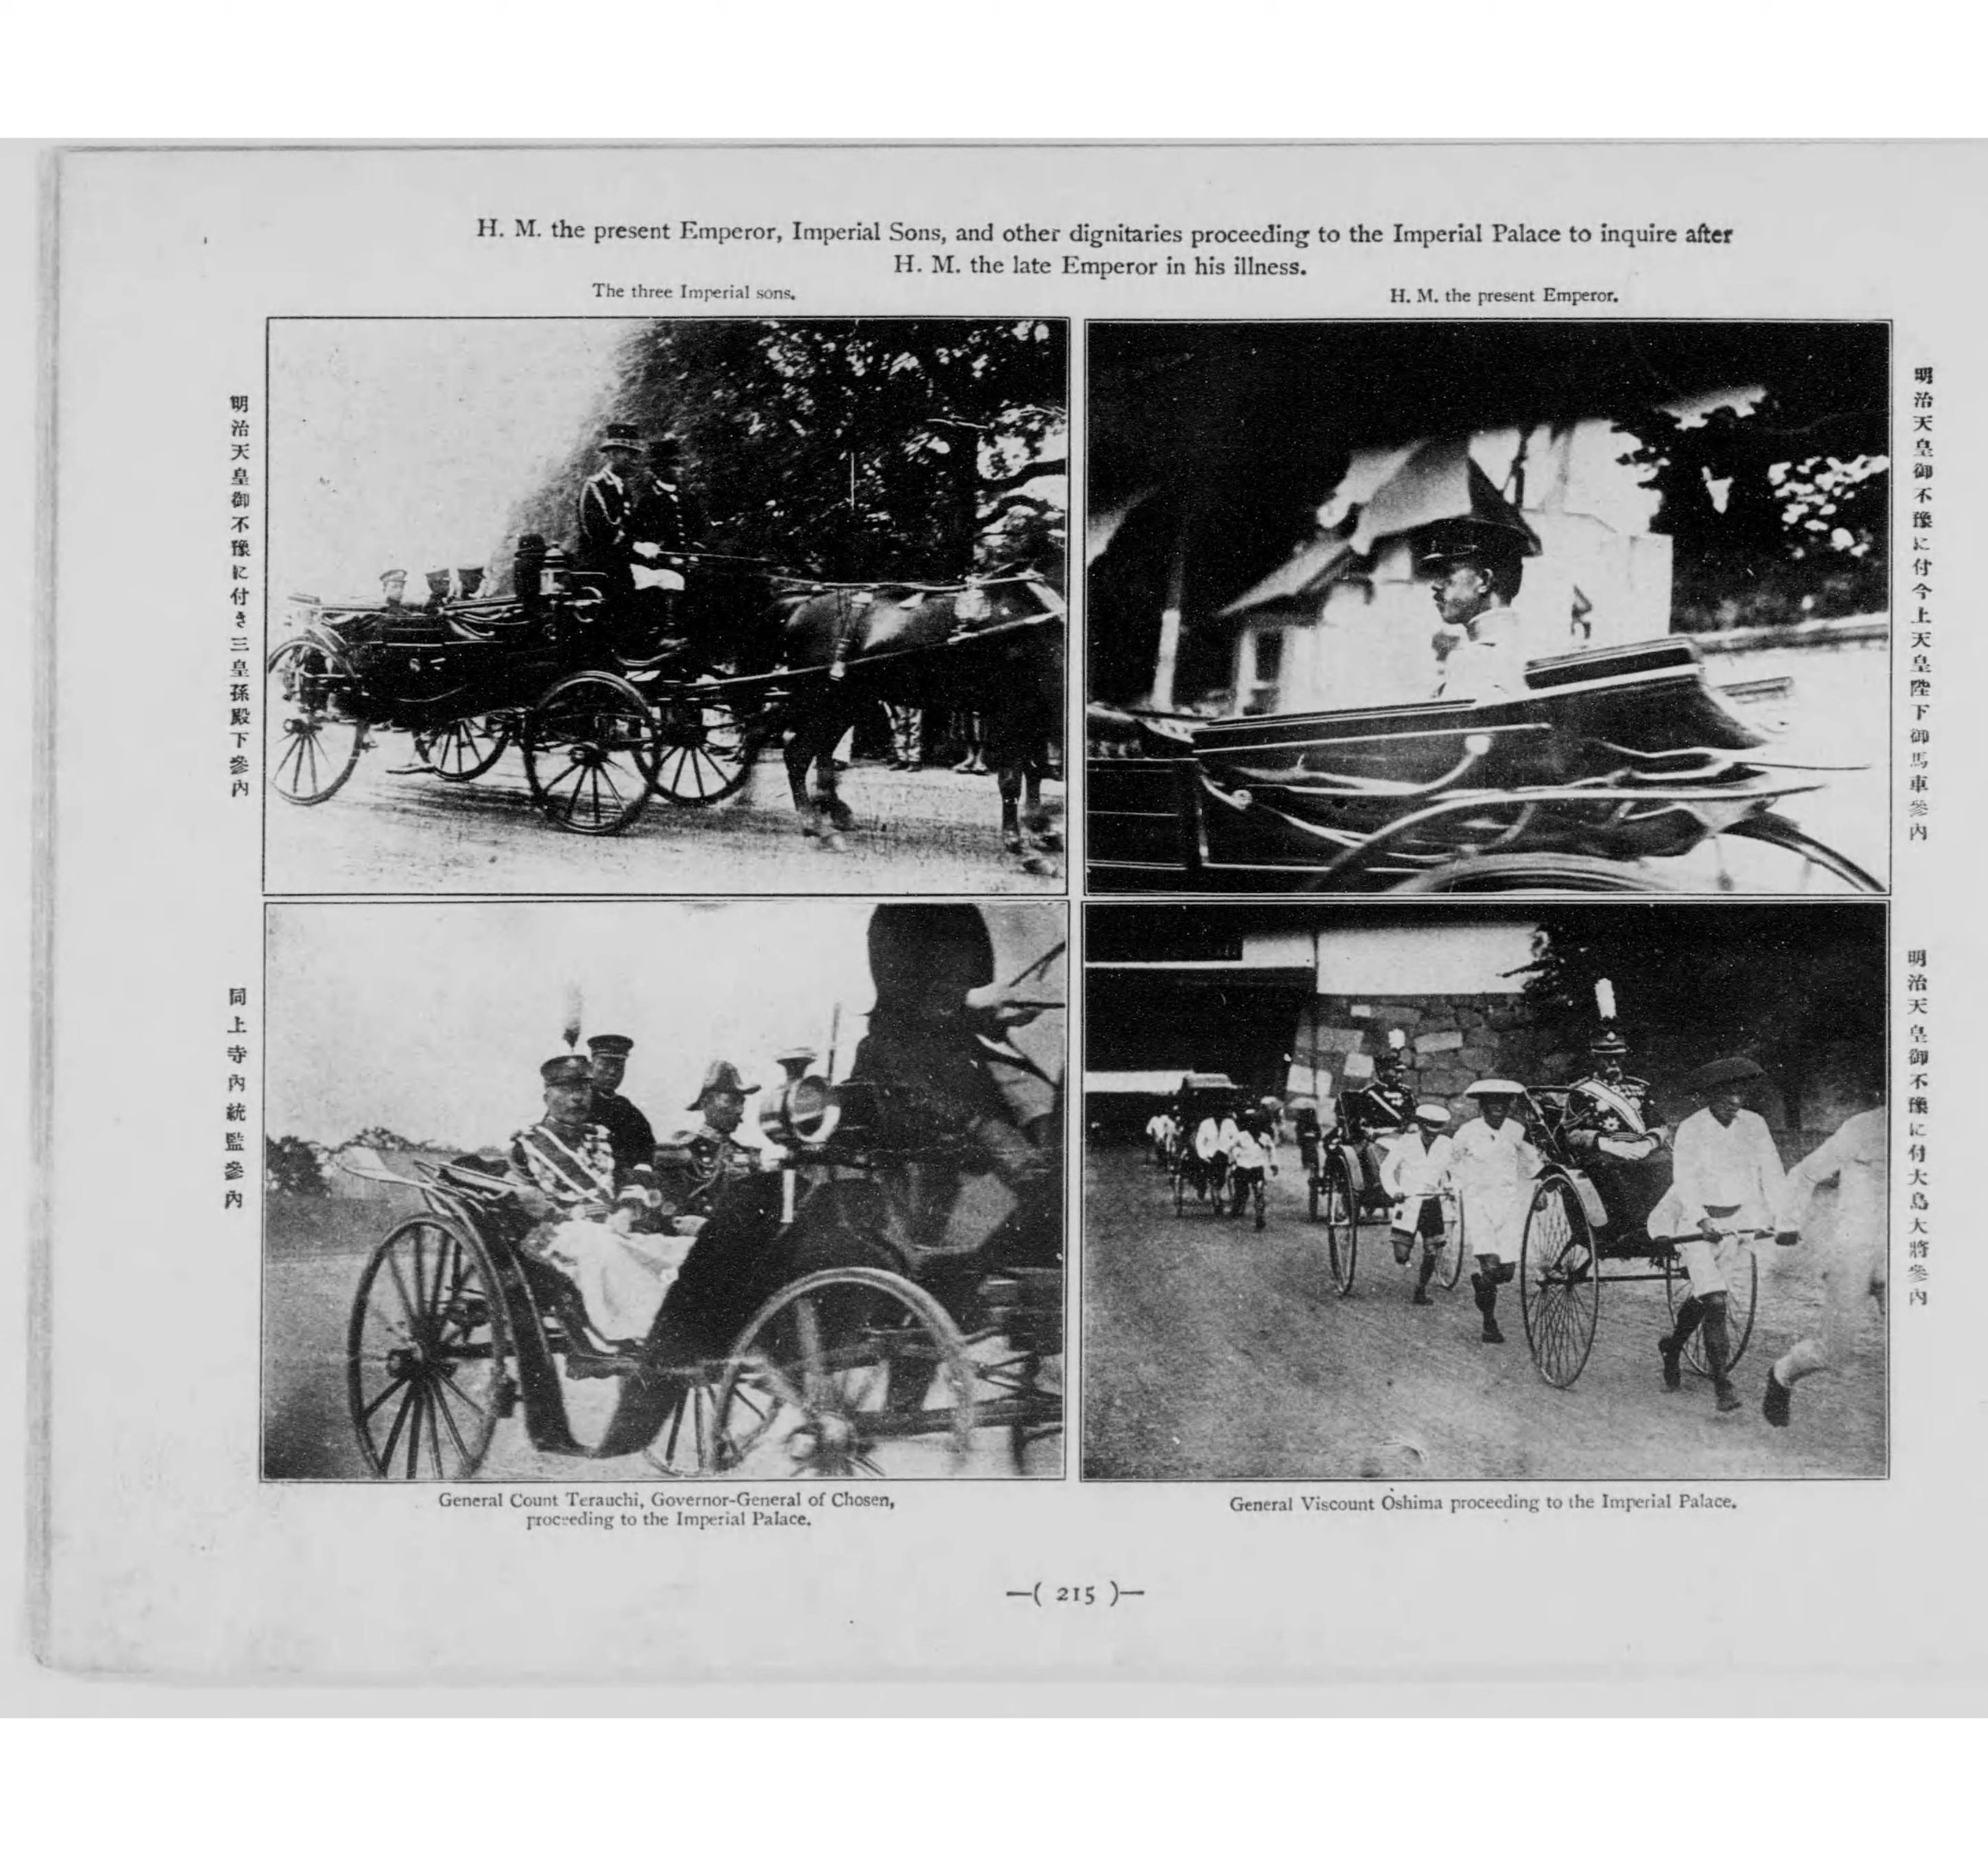 H. M. the present Emperor, Imperial Sons, and other dignitaries proceeding to the Imperial Palace to inquire after
H. M. the late Emperor in his illness.
The three Imperial sons.
H. M. the present Emperor.
明治天皇御不豫に付今上天皇陛下御馬車參內
明治天皇御不豫に付き三皇孫殿下參內
明治天皇御不豫に付大島大將參內
同上寺內統監參內
General Count Terauchi, Governor-General of Chosen,
proceeding to the Imperial Palace.
General Viscount Oshima proceeding to the Imperial Palace.
—( 215 )—